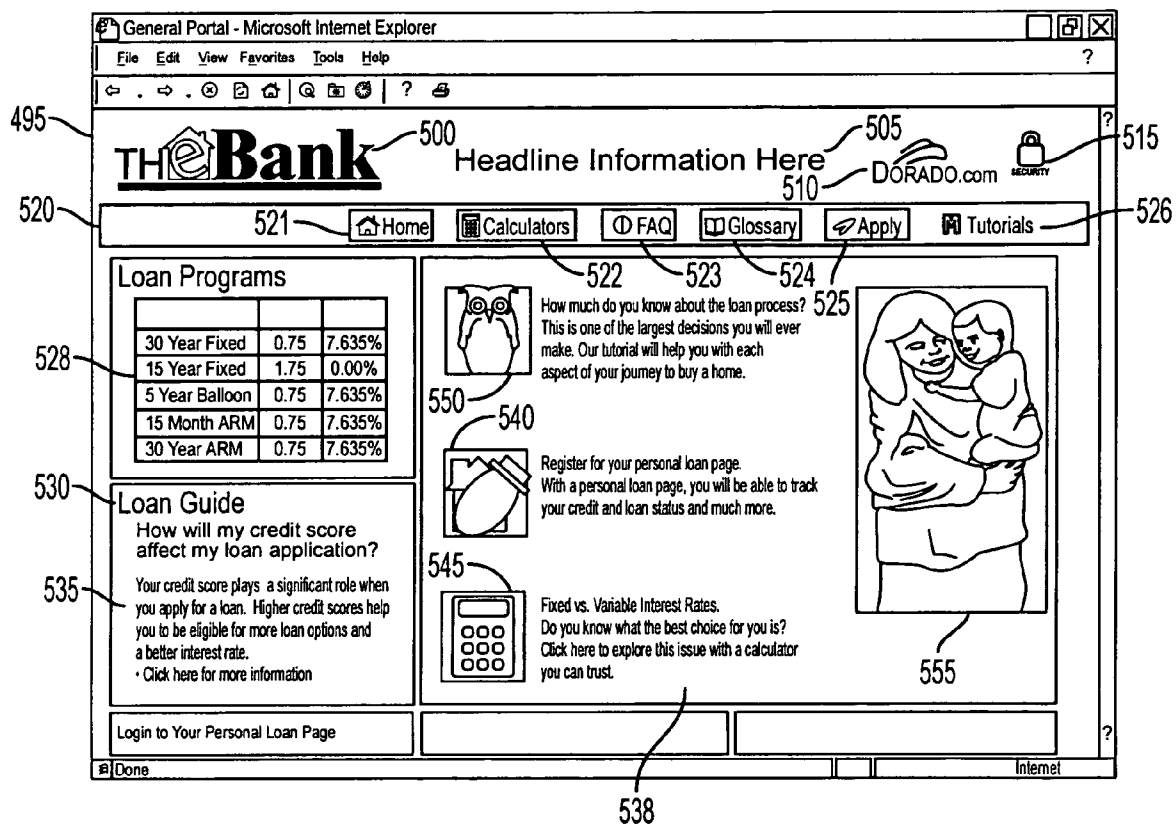 General Portal - Microsoft Internet Explorer
File Edit View Favorites Tools Help ?
?
495
THeBank
500
Headline Information Here
505
510
DORADO.com
SECURITY
515
?
520
521
Home
Calculators
FAQ
Glossary
Apply
Tutorials
526
522
523
524
525
Loan Programs
528
30 Year Fixed 0.75 7.635%
15 Year Fixed 1.75 0.00%
5 Year Balloon 0.75 7.635%
15 Month ARM 0.75 7.635%
30 Year ARM 0.75 7.635%
530
Loan Guide
How will my credit score
affect my loan application?
535
Your credit score plays a significant role when
you apply for a loan. Higher credit scores help
you to be eligible for more loan options and
a better interest rate.
· Click here for more information
How much do you know about the loan process?
This is one of the largest decisions you will ever
make. Our tutorial will help you with each
aspect of your journey to buy a home.
550
540
Register for your personal loan page.
With a personal loan page, you will be able to track
your credit and loan status and much more.
545
Fixed vs. Variable Interest Rates.
Do you know what the best choice for you is?
Click here to explore this issue with a calculator
you can trust.
555
Login to Your Personal Loan Page
?
Done
Internet
538